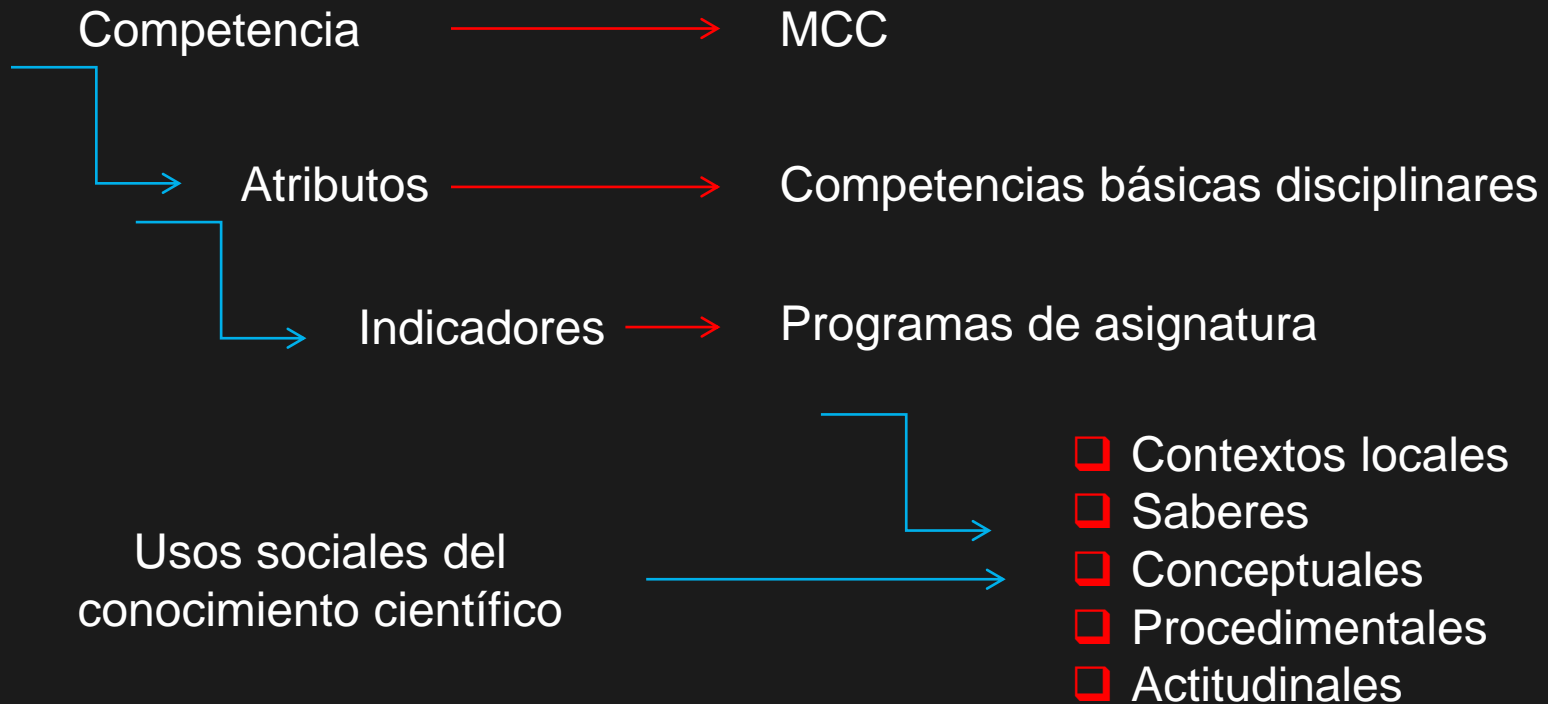 Competencia
MCC
Atributos
Competencias básicas disciplinares
Indicadores
Programas de asignatura
Usos sociales del
conocimiento científico
Contextos locales
Saberes
Conceptuales
Procedimentales
Actitudinales